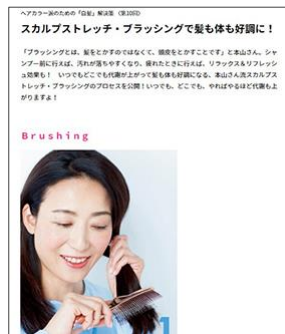 ヘアカラー派のための「白髪」解決塾 〈第20回〉
スカルプストレッチ・ブラッシングで髪も体も好調に！
「ブラッシングとは、髪をとかすのではなくて、頭皮をとかすことです」と本山さん。シャ
ンプー前に行えば、汚れが落ちやすくなり、疲れたときに行えば、リラックス&リフレッシ
ュ効果も！ いつでもどこでも代謝が上がって髪も体も好調になる、本山さん流スカルプス
トレッチ・ブラッシングのプロセスを公開！いつでも、どこでも、やればやるほど代謝も上
がりますよ！
Brushing
1